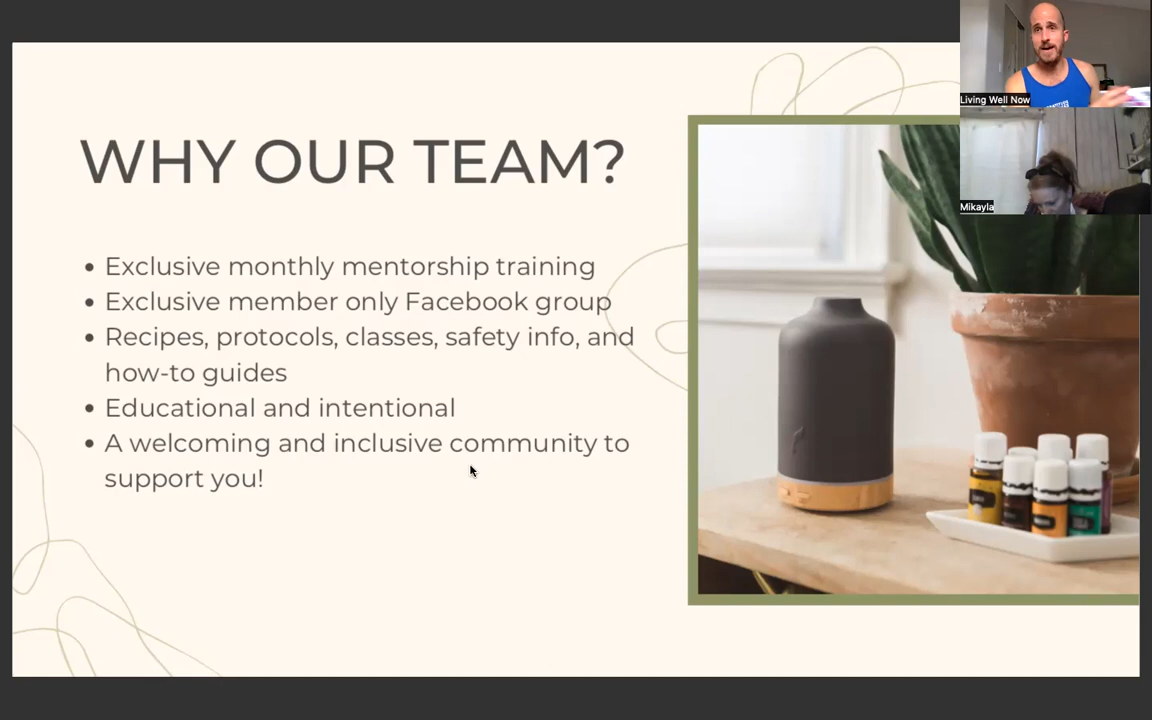 WHY OUR TEAM?
Exclusive monthly mentorship training
Exclusive member only Facebook group
Recipes, protocols, classes, safety info, and
how-to guides
Educational and intentional
A welcoming and inclusive community to
support you!
Living Well Now
Mikayla